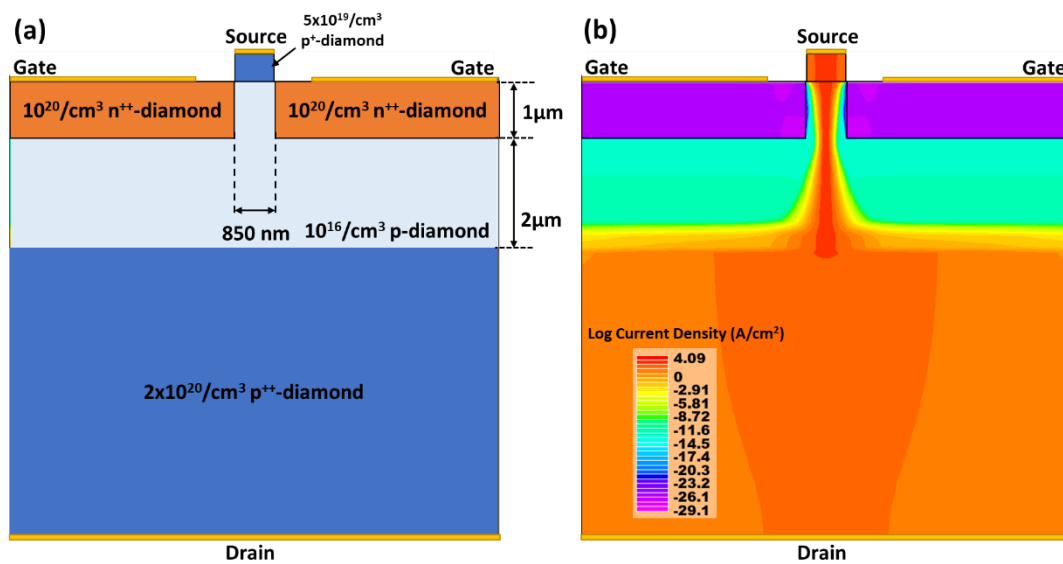 (a)
Source
5x10¹⁹/cm³
p⁺-diamond
Gate
Gate
10²⁰/cm³ n⁺⁺-diamond
10²⁰/cm³ n⁺⁺-diamond
1μm
850 nm
10¹⁶/cm³ p-diamond
2μm
2x10²⁰/cm³ p⁺⁺-diamond
Drain
(b)
Source
Gate
Gate
Log Current Density (A/cm²)
4.09
0
-2.91
-5.81
-8.72
-11.6
-14.5
-17.4
-20.3
-23.2
-26.1
-29.1
Drain